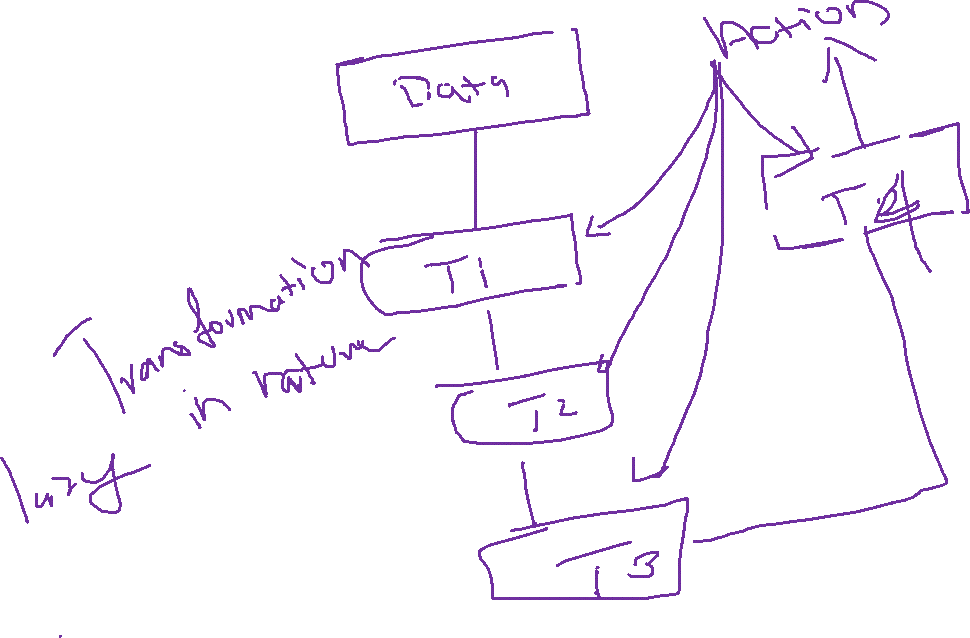 Action
Data
T4
T1
Transformation
in nature
T2
lazy
T3